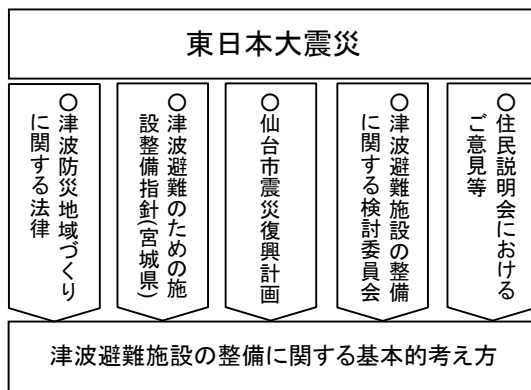 東日本大震災
〇津波防災地域づくり
に関する法律
〇津波避難のための施
設整備指針(宮城県)
〇仙台市震災復興計画
〇津波避難施設の整備
に関する検討委員会
〇住民説明会における
ご意見等
津波避難施設の整備に関する基本的考え方